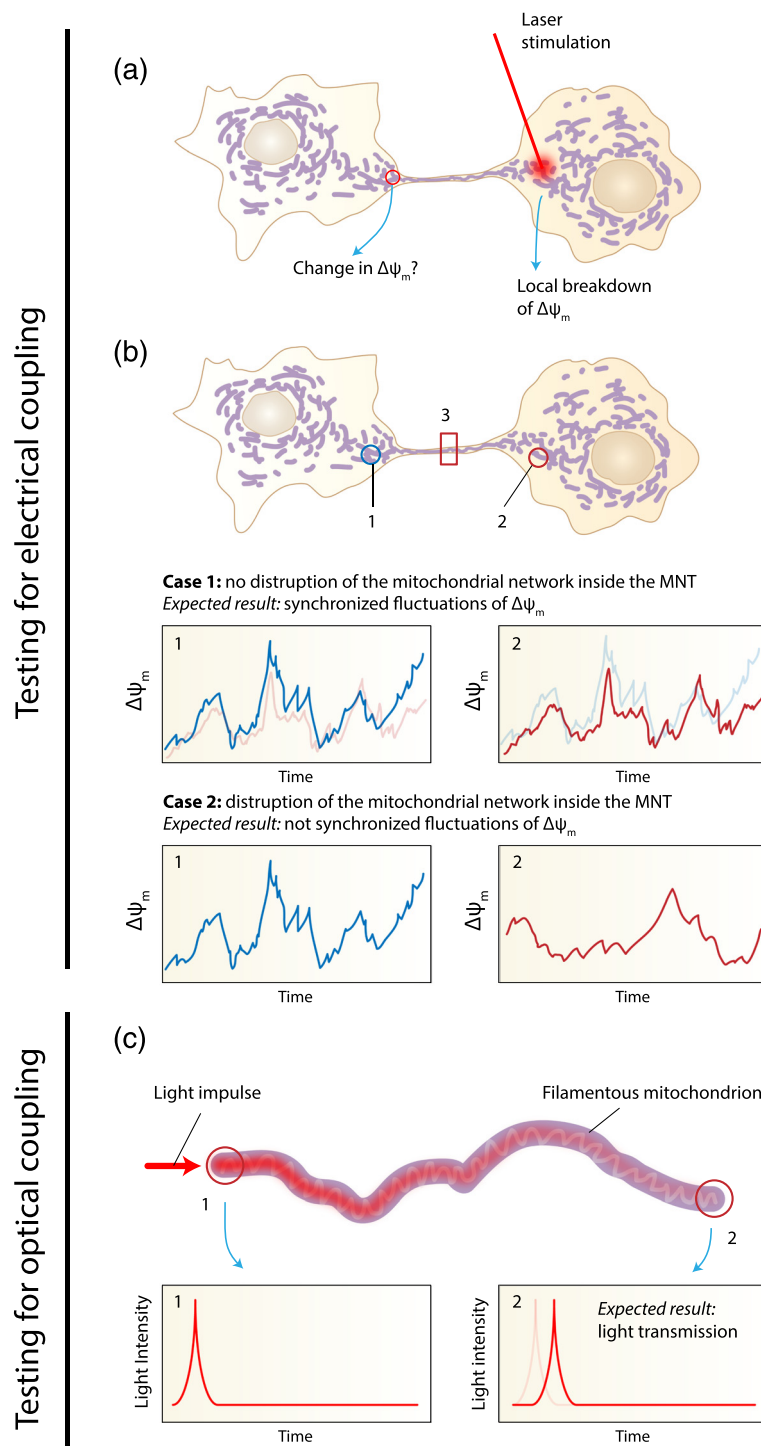 Testing for electrical coupling
(a)
Laser
stimulation
Change in Δψm?
Local breakdown
of Δψm
(b)
3
1
2
Case 1: no distruption of the mitochondrial network inside the MNT
Expected result: synchronized fluctuations of Δψm
1
Δψm
Time
2
Δψm
Time
Case 2: distruption of the mitochondrial network inside the MNT
Expected result: not synchronized fluctuations of Δψm
1
Δψm
Time
2
Δψm
Time
Testing for optical coupling
(c)
Light impulse
Filamentous mitochondrion
1
2
1
Light Intensity
Time
2
Expected result:
light transmission
Light intensity
Time